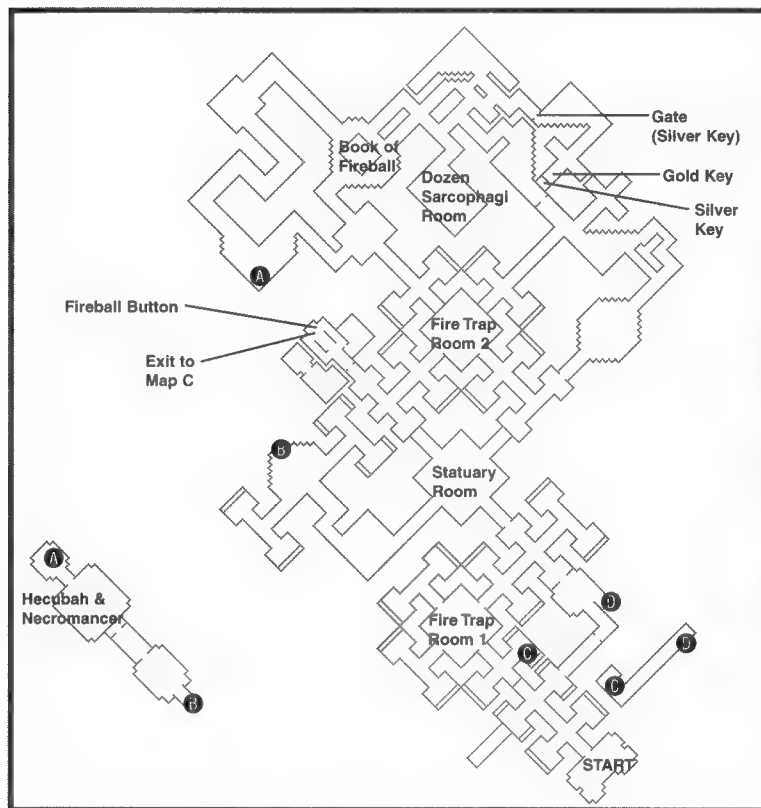 Gate
(Silver Key)
Book of
Fireball
Dozen
Sarcophagi
Room
Gold Key
Silver
Key
A
Fireball Button
Fire Trap
Room 2
Exit to
Map C
B
Statuary
Room
A
Hecubah &
Necromancer
D
Fire Trap
Room 1
C
D
C
B
START